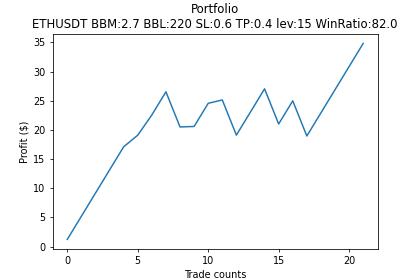 Portfolio
ETHUSDT BBM:2.7 BBL:220 SL:0.6 TP:0.4 lev:15 WinRatio:82.0
35
30
25
20
15
10
5
0
Profit ($)
0 5 10 15 20
Trade counts